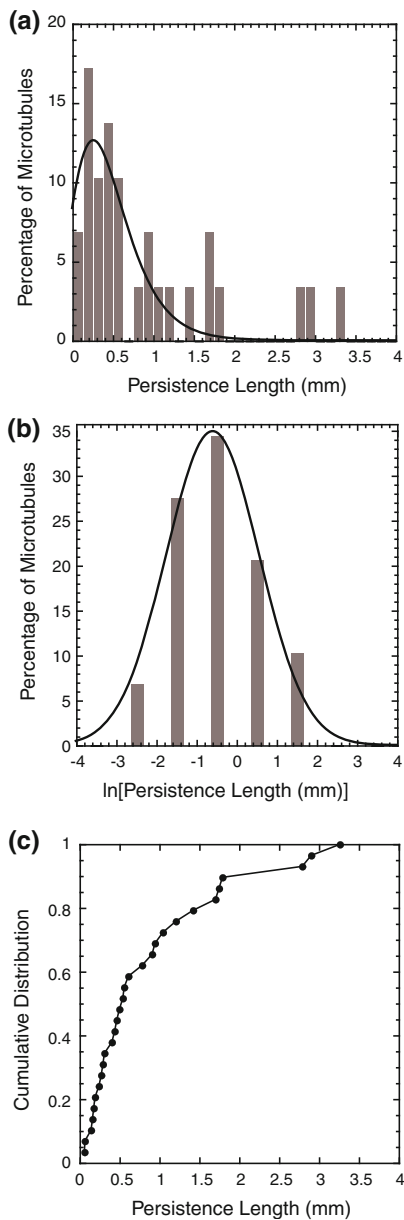 (a)
Percentage of Microtubules
20
15
10
5
0
0 0.5 1 1.5 2 2.5 3 3.5 4
Persistence Length (mm)
(b)
Percentage of Microtubules
35
30
25
20
15
10
5
0
-4 -3 -2 -1 0 1 2 3 4
ln[Persistence Length (mm)]
(c)
Cumulative Distribution
1
0.8
0.6
0.4
0.2
0
0 0.5 1 1.5 2 2.5 3 3.5 4
Persistence Length (mm)